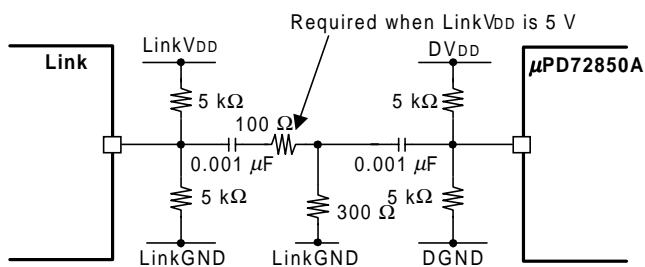 Required when LinkVDD is 5 V
LinkVDD
DVDD
Link
μPD72850A
5 kΩ
5 kΩ
100 Ω
0.001 μF
0.001 μF
5 kΩ
300 Ω
5 kΩ
LinkGND
LinkGND
DGND